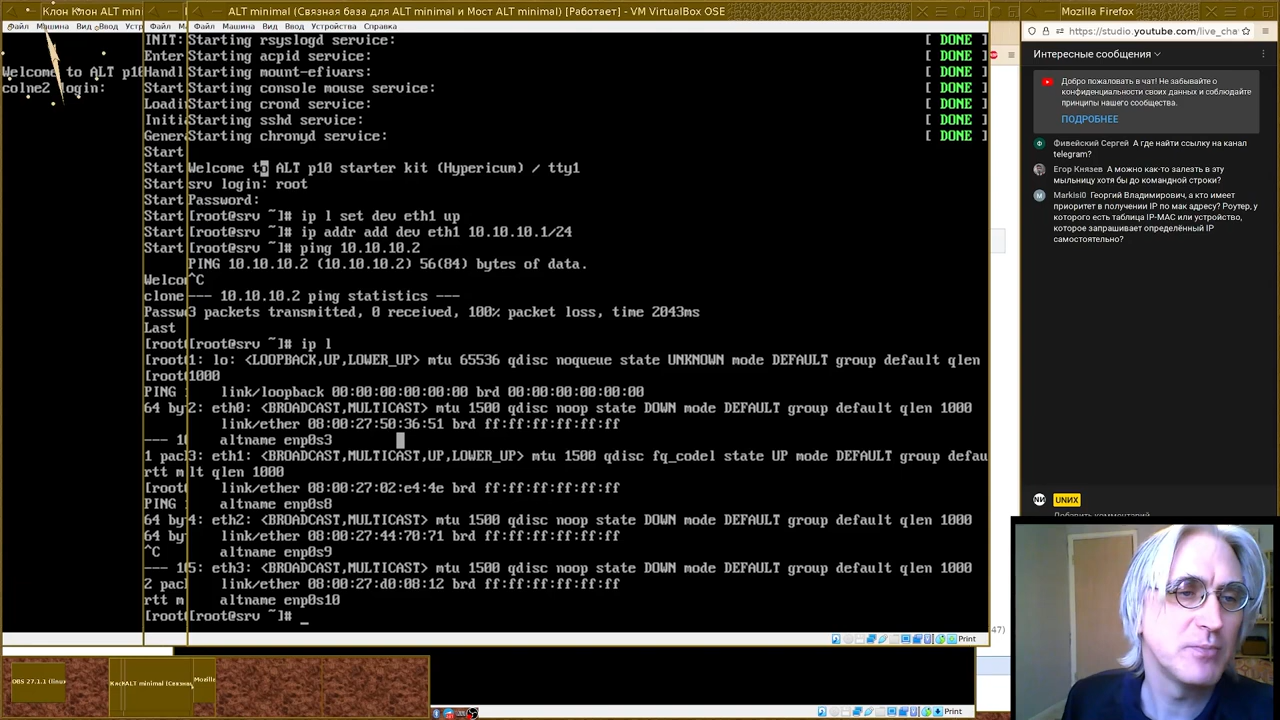 Файл Машина Вид Ввод Устр
Welcome to ALT p10
colne2 login:
INIT:
Enter
Handl
Start
Loadi
Initi
Gener
Start
Start
Start
Start
Start
Start
Start
Welco
clone
Passw
Last
[root
[root
PING
64 by
--- 10
1 pac
rtt m
[root
PING
64 by
64 by
^C
--- 10
2 pac
rtt m
[root
ALT minimal (Связная база для ALT minimal и Мост ALT minimal) [Работает] - VM VirtualBox OSE
Файл Машина Вид Ввод Устройства Справка
Starting rsyslogd service: [ DONE ]
Starting acpid service: [ DONE ]
Starting mount-efivars: [ DONE ]
Starting console mouse service: [ DONE ]
Starting crond service: [ DONE ]
Starting sshd service: [ DONE ]
Starting chronyd service: [ DONE ]
Welcome to ALT p10 starter kit (Hypericum) / tty1
srv login: root
Password:
[root@srv ~]# ip l set dev eth1 up
[root@srv ~]# ip addr add dev eth1 10.10.10.1/24
[root@srv ~]# ping 10.10.10.2
PING 10.10.10.2 (10.10.10.2) 56(84) bytes of data.
^C
--- 10.10.10.2 ping statistics ---
3 packets transmitted, 0 received, 100% packet loss, time 2043ms
[root@srv ~]# ip l
1: lo: <LOOPBACK,UP,LOWER_UP> mtu 65536 qdisc noqueue state UNKNOWN mode DEFAULT group default qlen
1000
link/loopback 00:00:00:00:00:00 brd 00:00:00:00:00:00
2: eth0: <BROADCAST,MULTICAST> mtu 1500 qdisc noop state DOWN mode DEFAULT group default qlen 1000
link/ether 08:00:27:50:36:51 brd ff:ff:ff:ff:ff:ff
altname enp0s3
3: eth1: <BROADCAST,MULTICAST,UP,LOWER_UP> mtu 1500 qdisc fq_codel state UP mode DEFAULT group defau
lt qlen 1000
link/ether 08:00:27:02:e4:4e brd ff:ff:ff:ff:ff:ff
altname enp0s8
4: eth2: <BROADCAST,MULTICAST> mtu 1500 qdisc noop state DOWN mode DEFAULT group default qlen 1000
link/ether 08:00:27:44:70:71 brd ff:ff:ff:ff:ff:ff
altname enp0s9
5: eth3: <BROADCAST,MULTICAST> mtu 1500 qdisc noop state DOWN mode DEFAULT group default qlen 1000
link/ether 08:00:27:d0:08:12 brd ff:ff:ff:ff:ff:ff
altname enp0s10
[root@srv ~]# _
Print
Mozilla Firefox
https://studio.youtube.com/live_cha
Интересные сообщения
Добро пожаловать в чат! Не забывайте о
конфиденциальности своих данных и соблюдайте
принципы нашего сообщества.
ПОДРОБНЕЕ
Фивейский Сергей А где найти ссылку на канал
telegram?
Егор Князев А можно как-то залезть в эту
мыльницу хотя бы до командной строки?
Markisi0 Георгий Владимирович, а кто имеет
приоритет в получении IP по мак адресу? Роутер, у
которого есть таблица IP-MAC или устройство,
которое запрашивает определённый IP
самостоятельно?
UNИX
47)
OBS 27.1.1 (linux
Mozilla
Print